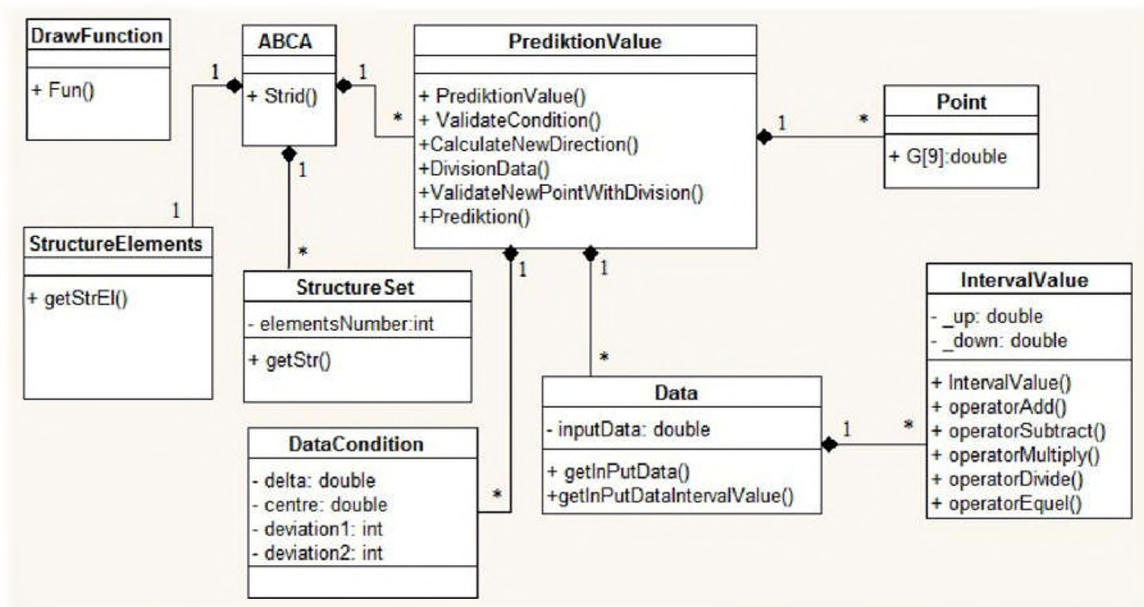 DrawFunction
+ Fun()
ABCA
+ Strid()
1
1
1
1
*
*
PrediktionValue
+ PrediktionValue()
+ ValidateCondition()
+CalculateNewDirection()
+DivisionData()
+ValidateNewPointWithDivision()
+Prediktion()
1
*
1
1
Point
+ G[9]:double
StructureElements
+ getStrEl()
StructureSet
- elementsNumber:int
+ getStr()
DataCondition
- delta: double
- centre: double
- deviation1: int
- deviation2: int
*
*
Data
- inputData: double
+ getInPutData()
+getInPutDataIntervalValue()
1
*
IntervalValue
- _up: double
- _down: double
+ IntervalValue()
+ operatorAdd()
+ operatorSubtract()
+ operatorMultiply()
+ operatorDivide()
+ operatorEquel()